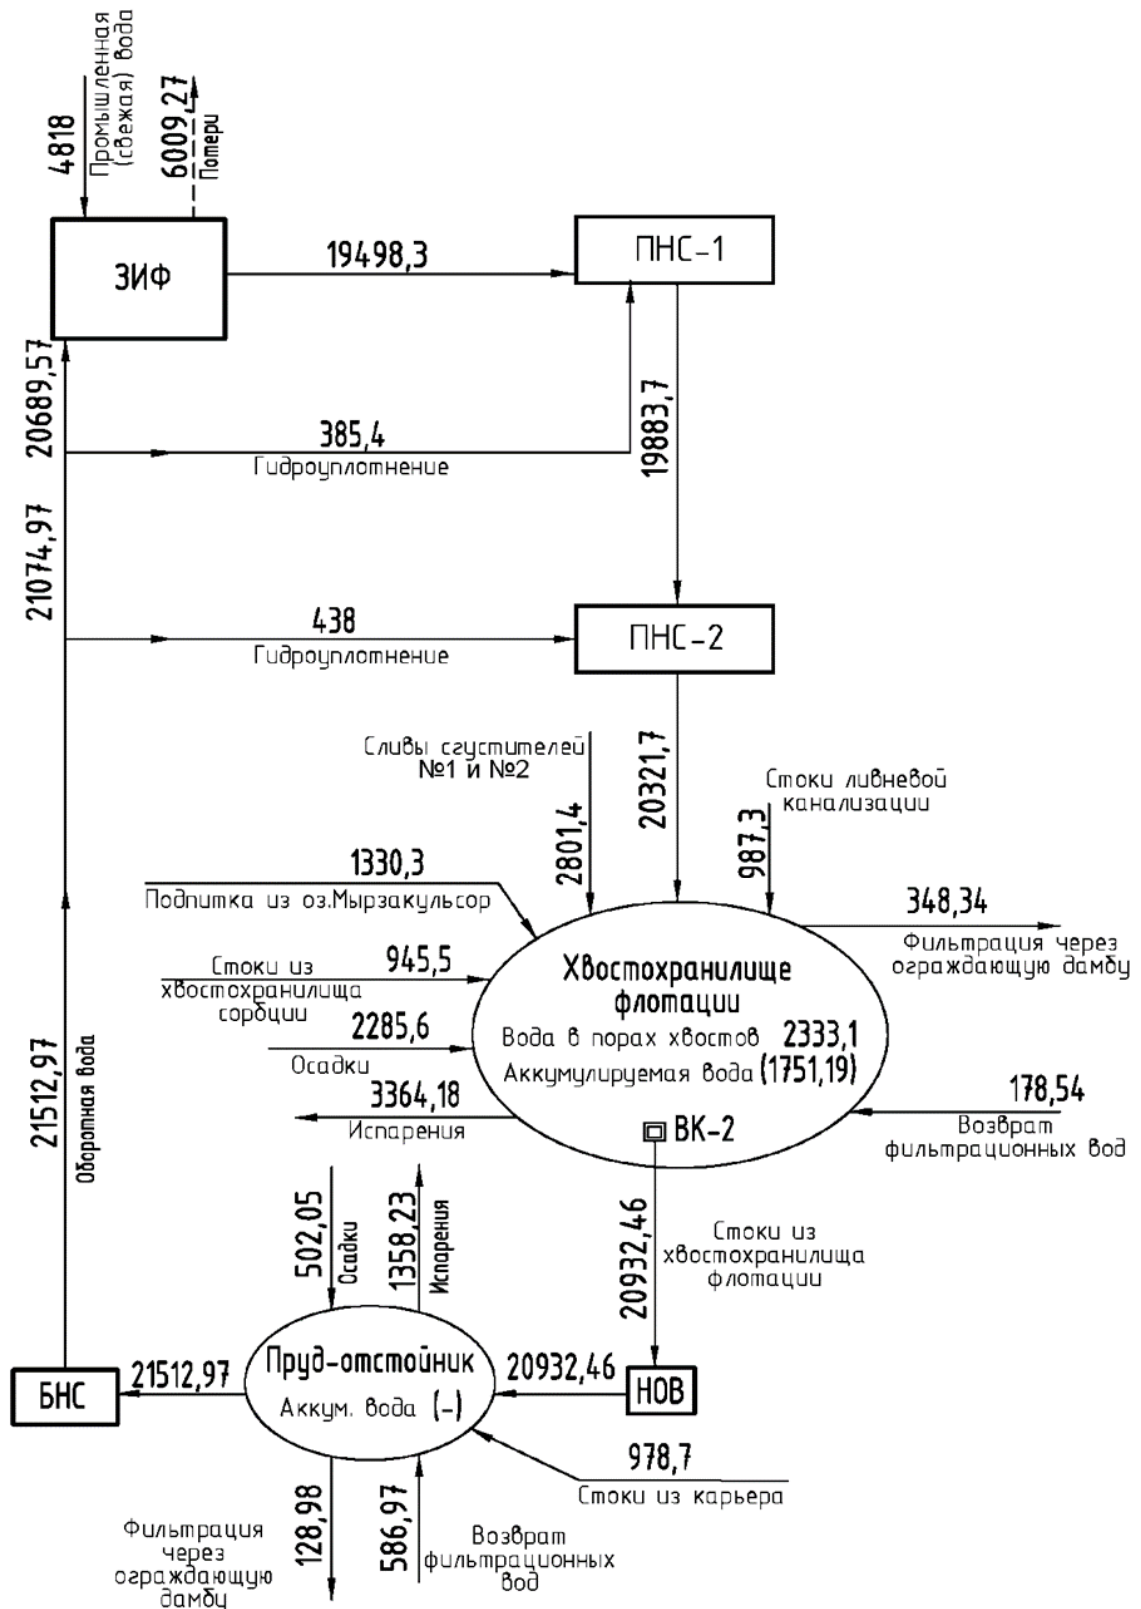 4818
Промышленная
(свежая) вода
6009,27
Потери
ЗИФ
19498,3
ПНС-1
20689,57
385,4
Гидроуплотнение
19883,7
21074,97
438
Гидроуплотнение
ПНС-2
Сливы сгустителей
№1 и №2
2801,4
20321,7
Стоки ливневой
канализации
987,3
1330,3
Подпитка из оз.Мырзакульсор
348,34
Фильтрация через
ограждающую дамбу
945,5
Стоки из
хвостохранилища
сорбции
Хвостохранилище
флотации
Вода в порах хвостов 2333,1
Аккумулируемая вода (1751,19)
ВК-2
2285,6
Осадки
3364,18
Испарения
178,54
Возврат
фильтрационных вод
21512,97
Оборотная вода
502,05
Осадки
1358,23
Испарения
20932,46
Стоки из
хвостохранилища
флотации
БНС
21512,97
Пруд-отстойник
Аккум. вода (-)
20932,46
НОВ
978,7
Стоки из карьера
128,98
Фильтрация
через
ограждающую
дамбу
586,97
Возврат
фильтрационных
вод